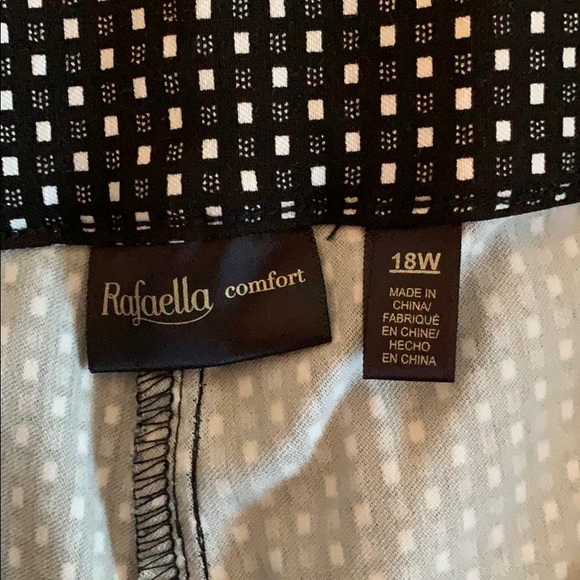 Rafaella comfort
18W
MADE IN
CHINA/
FABRIQUÉ
EN CHINE/
HECHO
EN CHINA